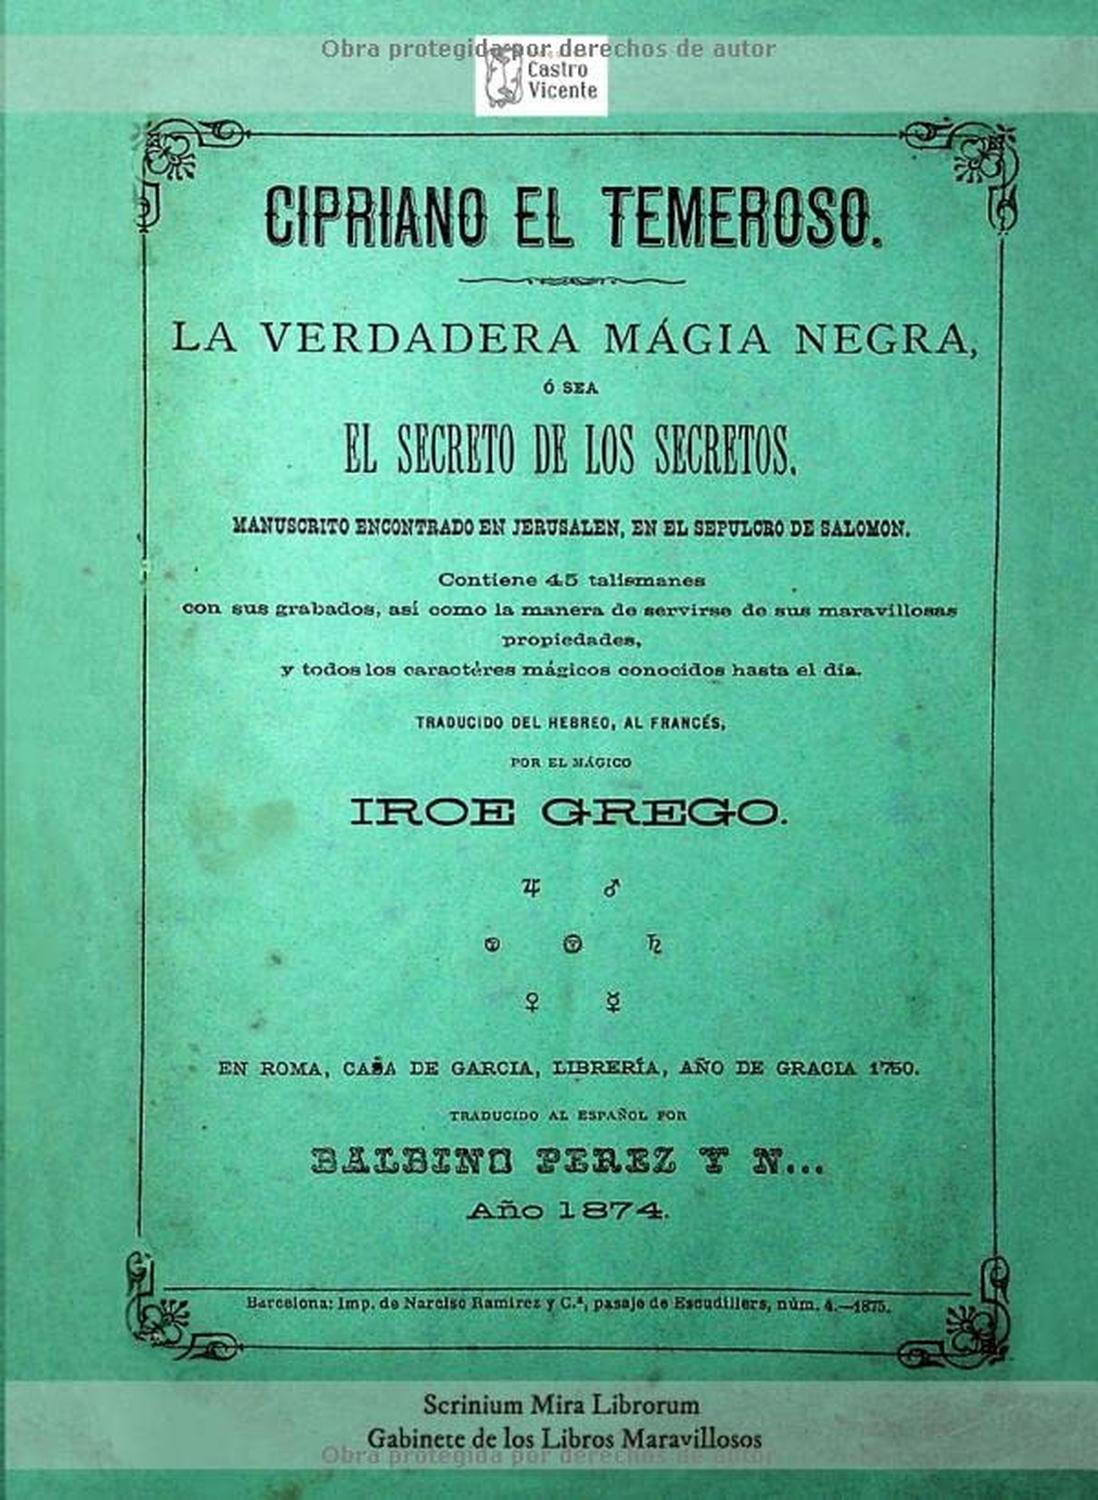 Obra protegida por derechos de autor
Castro
Vicente
CIPRIANO EL TEMEROSO.
LA VERDADERA MÁGIA NEGRA,
Ó SEA
EL SECRETO DE LOS SECRETOS.
MANUSCRITO ENCONTRADO EN JERUSALEN, EN EL SEPULCRO DE SALOMON.
Contiene 45 talismanes
con sus grabados, así como la manera de servirse de sus maravillosas
propiedades,
y todos los caractéres mágicos conocidos hasta el dia.
TRADUCIDO DEL HEBREO, AL FRANCÉS,
POR EL MÁGICO
IROE GREGO.
♃ ♂
♄
♀ ☿
EN ROMA, CASA DE GARCIA, LIBRERÍA, AÑO DE GRACIA 1750.
TRADUCIDO AL ESPAÑOL POR
BALBINO PEREZ Y N...
Año 1874.
Barcelona: Imp. de Narciso Ramirez y C.ª, pasaje de Escudillers, núm. 4.—1875.
Scrinium Mira Librorum
Gabinete de los Libros Maravillosos
Obra protegida por derechos de autor